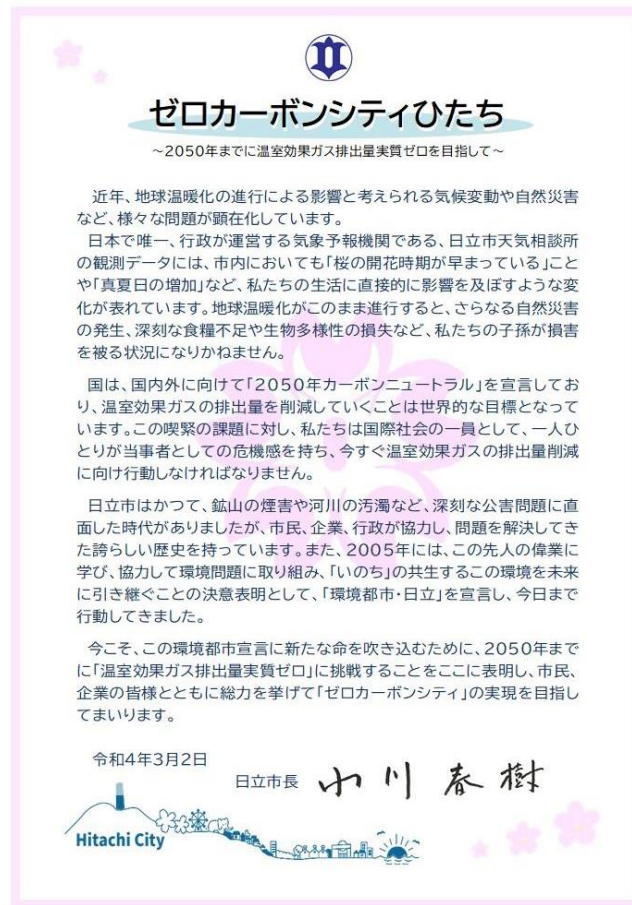 ゼロカーボンシティひたち
～2050年までに温室効果ガス排出量実質ゼロを目指して～
近年、地球温暖化の進行による影響と考えられる気候変動や自然災害
など、様々な問題が顕在化しています。
日本で唯一、行政が運営する気象予報機関である、日立市天気相談所
の観測データには、市内においても「桜の開花時期が早まっている」こと
や「真夏日の増加」など、私たちの生活に直接的に影響を及ぼすような変
化が表れています。地球温暖化がこのまま進行すると、さらなる自然災害
の発生、深刻な食糧不足や生物多様性の損失など、私たちの子孫が損害
を被る状況になりかねません。
国は、国内外に向けて「2050年カーボンニュートラル」を宣言してお
り、温室効果ガスの排出量を削減していくことは世界的な目標となって
います。この喫緊の課題に対し、私たちは国際社会の一員として、一人ひ
とりが当事者としての危機感を持ち、今すぐ温室効果ガスの排出量削減
に向け行動しなければなりません。
日立市はかつて、鉱山の煙害や河川の汚濁など、深刻な公害問題に直
面した時代がありましたが、市民、企業、行政が協力し、問題を解決してき
た誇らしい歴史を持っています。また、2005年には、この先人の偉業に
学び、協力して環境問題に取り組み、「いのち」の共生するこの環境を未来
に引き継ぐことの決意表明として、「環境都市・日立」を宣言し、今日まで
行動してきました。
今こそ、この環境都市宣言に新たな命を吹き込むために、2050年まで
に「温室効果ガス排出量実質ゼロ」に挑戦することをここに表明し、市民、
企業の皆様とともに総力を挙げて「ゼロカーボンシティ」の実現を目指し
てまいります。
令和4年3月2日
日立市長 小川春樹
Hitachi City